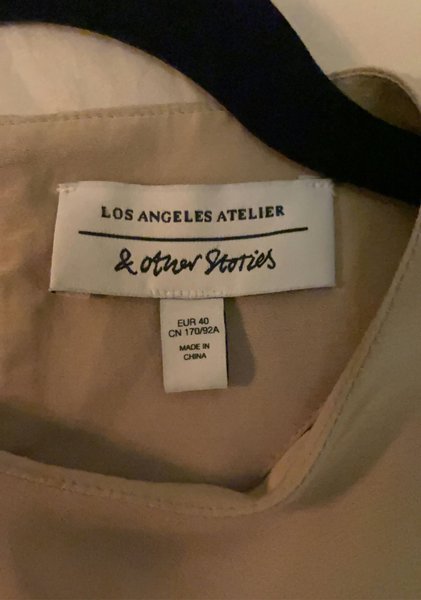 LOS ANGELES ATELIER
& other Stories
EUR 40
CN 170/92A
MADE IN
CHINA